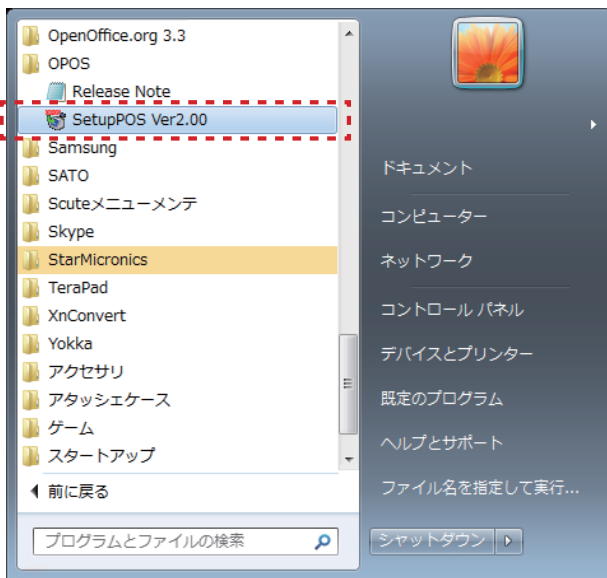 OpenOffice.org 3.3
OPOS
Release Note
SetupPOS Ver2.00
Samsung
SATO
Scuteメニューメンテ
Skype
StarMicronics
TeraPad
XnConvert
Yokka
アクセサリ
アタッシェケース
ゲーム
スタートアップ
前に戻る
プログラムとファイルの検索
ドキュメント
コンピューター
ネットワーク
コントロール パネル
デバイスとプリンター
既定のプログラム
ヘルプとサポート
ファイル名を指定して実行...
シャットダウン